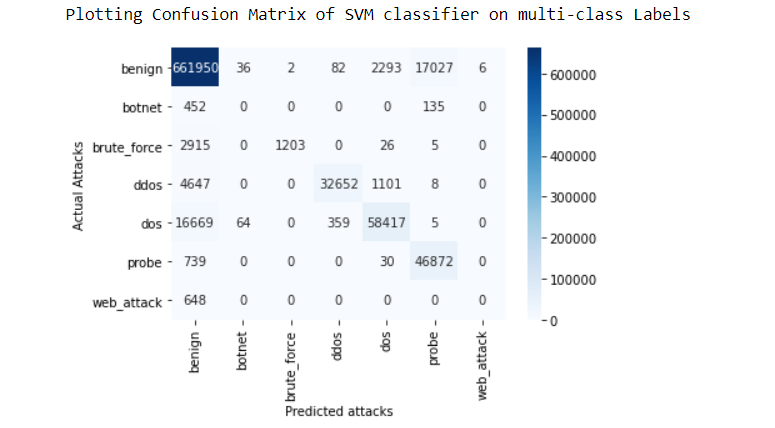 Plotting Confusion Matrix of SVM classifier on multi-class Labels
benign 661950 36 2 82 2293 17027 6
botnet 452 0 0 0 0 135 0
brute_force 2915 0 1203 0 26 5 0
ddos 4647 0 0 32652 1101 8 0
dos 16669 64 0 359 58417 5 0
probe 739 0 0 0 30 46872 0
web_attack 648 0 0 0 0 0 0
Actual Attacks
benign botnet brute_force ddos dos probe web_attack
Predicted attacks
600000
500000
400000
300000
200000
100000
0